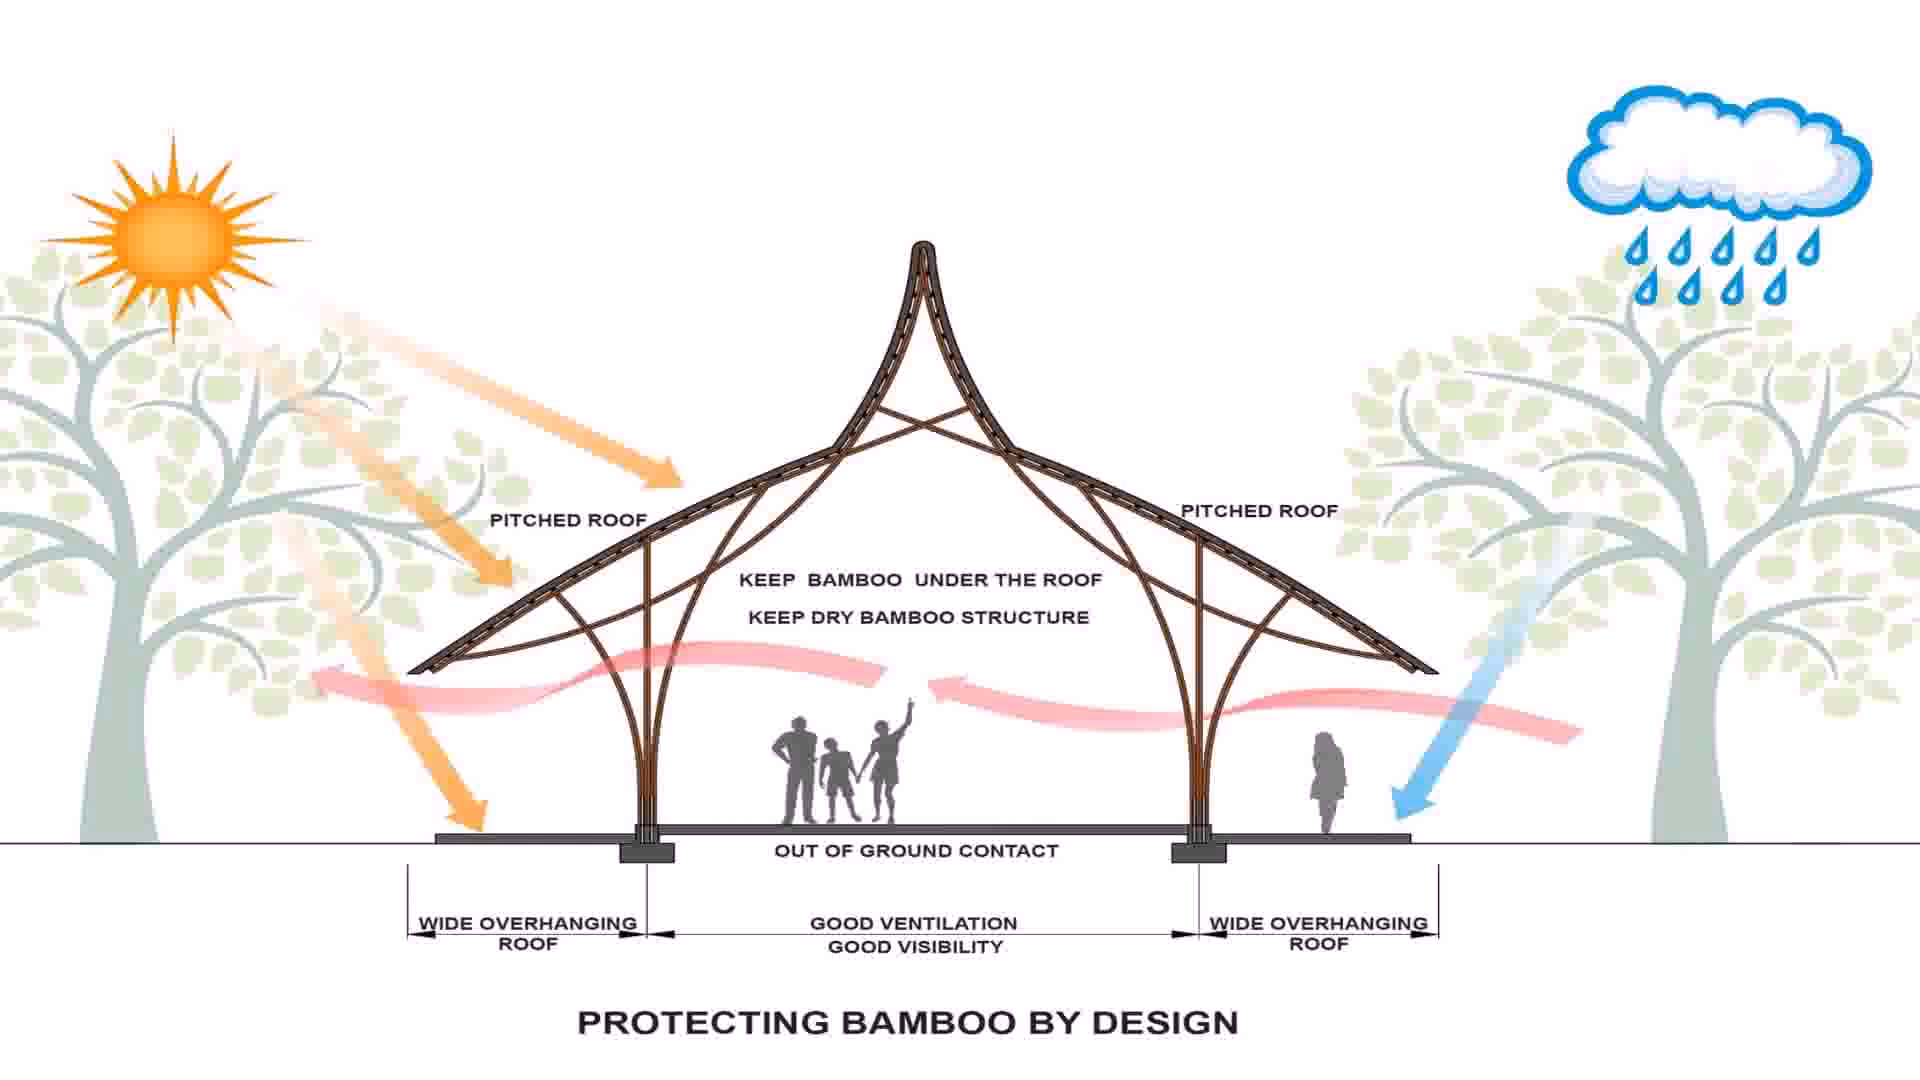 PITCHED ROOF
PITCHED ROOF
KEEP BAMBOO UNDER THE ROOF
KEEP DRY BAMBOO STRUCTURE
OUT OF GROUND CONTACT
WIDE OVERHANGING
ROOF
GOOD VENTILATION
GOOD VISIBILITY
WIDE OVERHANGING
ROOF
PROTECTING BAMBOO BY DESIGN